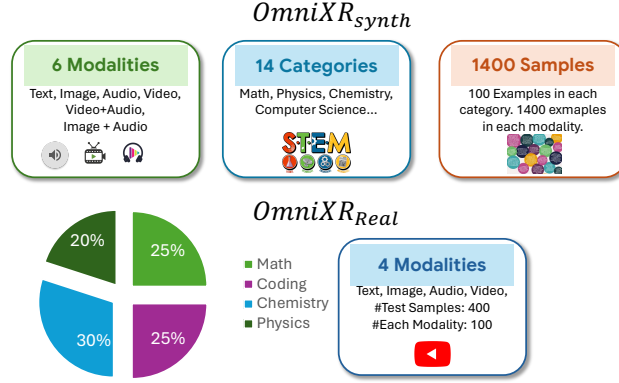 OmniXR_synth
6 Modalities
Text, Image, Audio, Video,
Video+Audio,
Image + Audio
14 Categories
Math, Physics, Chemistry,
Computer Science...
STEM
1400 Samples
100 Examples in each
category. 1400 exmaples
in each modality.
OmniXR_Real
20%
25%
30%
25%
Math
Coding
Chemistry
Physics
4 Modalities
Text, Image, Audio, Video,
#Test Samples: 400
#Each Modality: 100